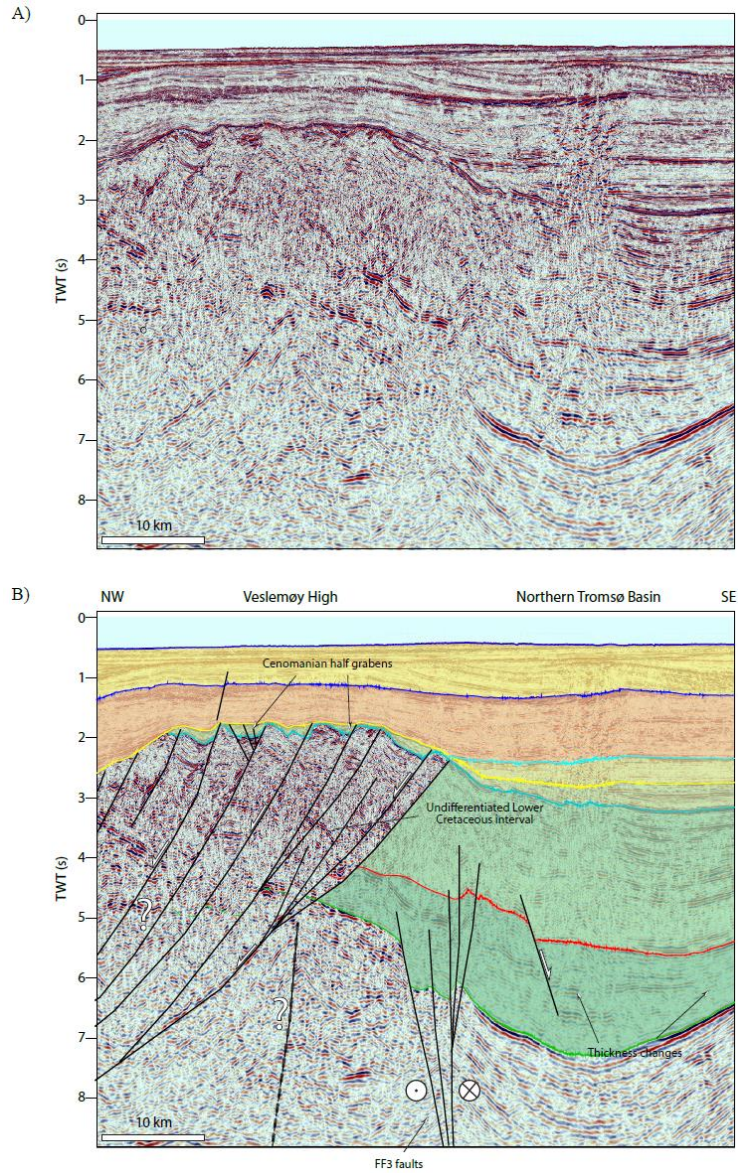 A)
0
1
2
3
4
5
6
7
8
TWT (s)
10 km
B)
NW Veslemøy High Northern Tromsø Basin SE
0
1
2
3
4
5
6
7
8
TWT (s)
Cenomanian half grabens
Undifferentiated Lower
Cretaceous interval
?
?
Thickness changes
10 km
FF3 faults